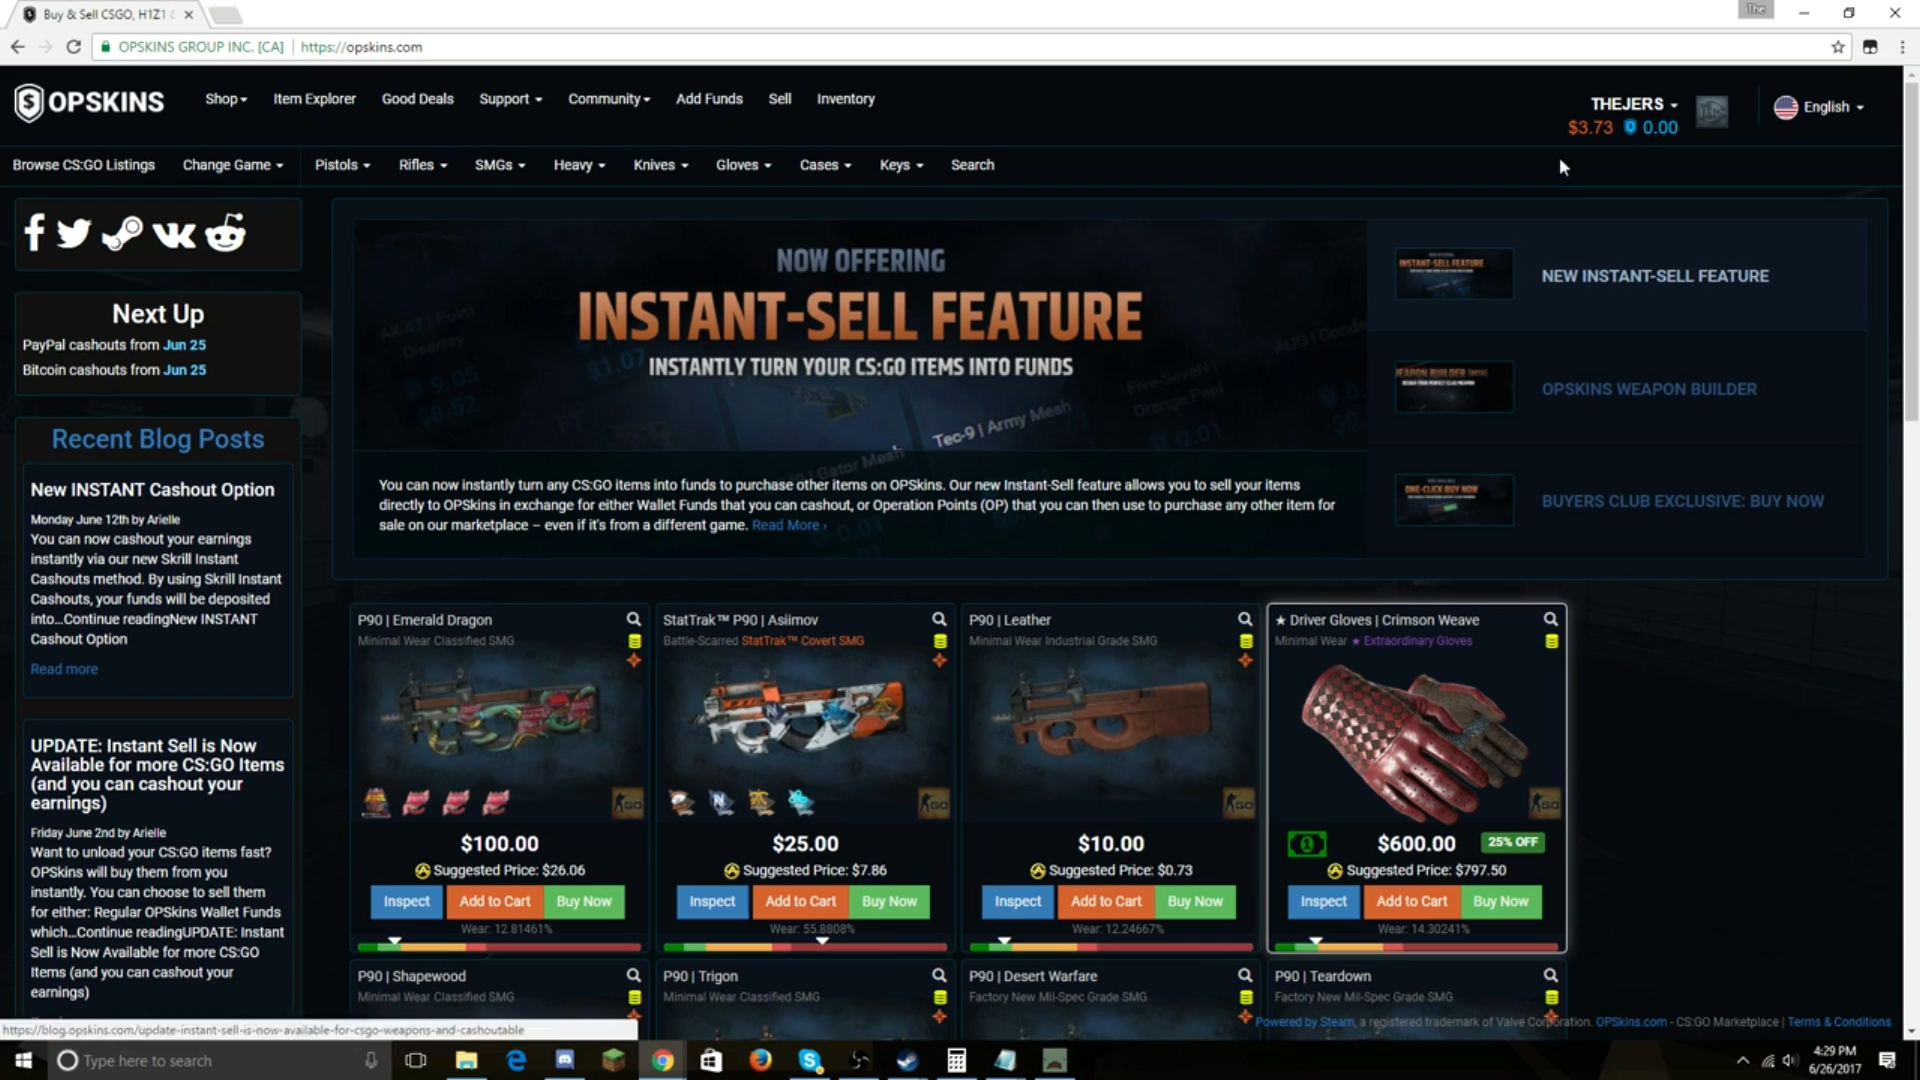 Buy & Sell CSGO, H1Z1
The
OPSKINS GROUP INC. [CA] | https://opskins.com
OPSKINS
Shop
Item Explorer
Good Deals
Support
Community
Add Funds
Sell
Inventory
THEJERS
$3.73 0.00
English
Browse CS:GO Listings
Change Game
Pistols
Rifles
SMGs
Heavy
Knives
Gloves
Cases
Keys
Search
Next Up
PayPal cashouts from Jun 25
Bitcoin cashouts from Jun 25
Recent Blog Posts
New INSTANT Cashout Option
Monday June 12th by Arielle
You can now cashout your earnings
instantly via our new Skrill Instant
Cashouts method. By using Skrill Instant
Cashouts, your funds will be deposited
into...Continue readingNew INSTANT
Cashout Option
Read more
UPDATE: Instant Sell is Now
Available for more CS:GO Items
(and you can cashout your
earnings)
Friday June 2nd by Arielle
Want to unload your CS:GO items fast?
OPSkins will buy them from you
instantly. You can choose to sell them
for either: Regular OPSkins Wallet Funds
which...Continue readingUPDATE: Instant
Sell is Now Available for more CS:GO
Items (and you can cashout your
earnings)
NOW OFFERING
INSTANT-SELL FEATURE
INSTANTLY TURN YOUR CS:GO ITEMS INTO FUNDS
Tec-9 | Army Mesh
Gator Mesh
You can now instantly turn any CS:GO items into funds to purchase other items on OPSkins. Our new Instant-Sell feature allows you to sell your items
directly to OPSkins in exchange for either Wallet Funds that you can cashout, or Operation Points (OP) that you can then use to purchase any other item for
sale on our marketplace – even if it's from a different game. Read More ›
INSTANT-SELL FEATURE
NEW INSTANT-SELL FEATURE
OPSKINS WEAPON BUILDER
ONE-CLICK BUY NOW
BUYERS CLUB EXCLUSIVE: BUY NOW
P90 | Emerald Dragon
Minimal Wear Classified SMG
$100.00
Suggested Price: $26.06
Inspect
Add to Cart
Buy Now
Wear: 12.81461%
StatTrak™ P90 | Asiimov
Battle-Scarred StatTrak™ Covert SMG
$25.00
Suggested Price: $7.86
Inspect
Add to Cart
Buy Now
Wear: 55.8808%
P90 | Leather
Minimal Wear Industrial Grade SMG
$10.00
Suggested Price: $0.73
Inspect
Add to Cart
Buy Now
Wear: 12.24667%
★ Driver Gloves | Crimson Weave
Minimal Wear ★ Extraordinary Gloves
$600.00
25% OFF
Suggested Price: $797.50
Inspect
Add to Cart
Buy Now
Wear: 14.30241%
P90 | Shapewood
Minimal Wear Classified SMG
P90 | Trigon
Minimal Wear Classified SMG
P90 | Desert Warfare
Factory New Mil-Spec Grade SMG
P90 | Teardown
Factory New Mil-Spec Grade SMG
Powered by Steam, a registered trademark of Valve Corporation. OPSkins.com - CS:GO Marketplace | Terms & Conditions
https://blog.opskins.com/update-instant-sell-is-now-available-for-csgo-weapons-and-cashoutable
Type here to search
4:29 PM
6/26/2017